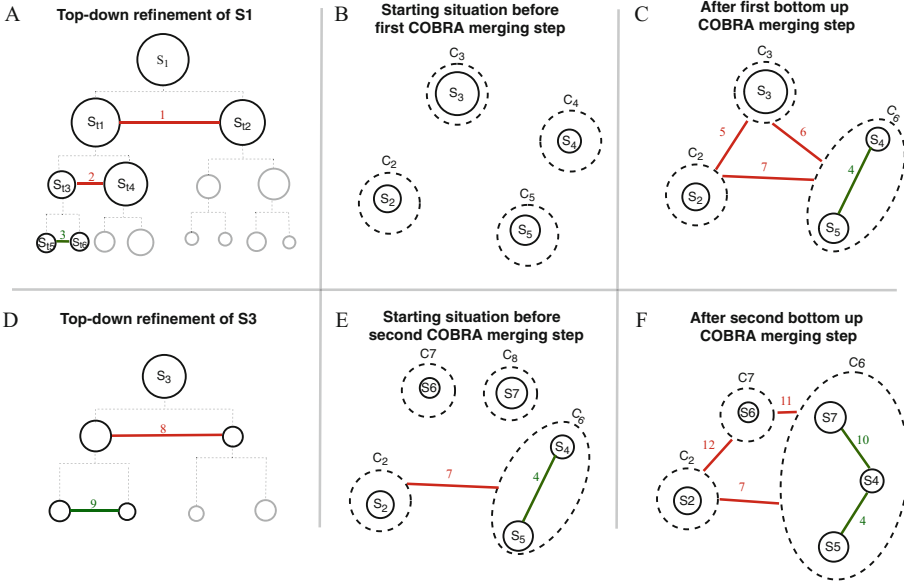 A
Top-down refinement of S1
S1
St1
1
St2
St3
2
St4
St5
3
St6
B
Starting situation before
first COBRA merging step
C3
S3
C4
S4
C2
S2
C5
S5
C
After first bottom up
COBRA merging step
C3
S3
C6
S4
5
6
C2
7
4
S2
S5
D
Top-down refinement of S3
S3
8
9
E
Starting situation before
second COBRA merging step
C7
S6
C8
S7
C6
S4
C2
7
4
S2
S5
F
After second bottom up
COBRA merging step
C6
C7
S6
11
S7
12
10
C2
7
S4
S2
4
S5